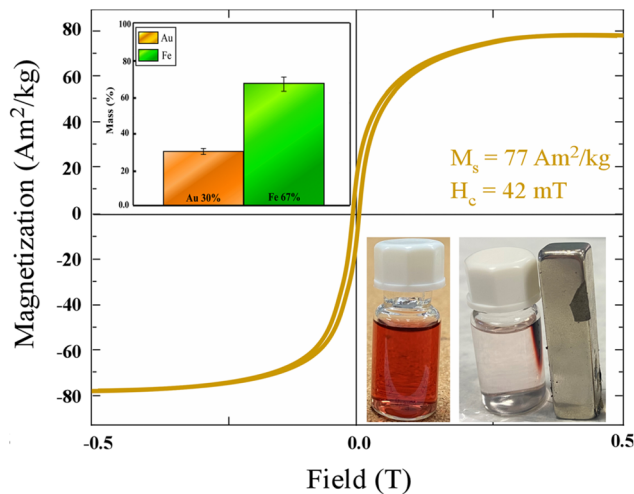 Magnetization (Am²/kg)
80
60
40
20
0
-20
-40
-60
-80
-0.5
0.0
0.5
Field (T)
Mₛ = 77 Am²/kg
H_c = 42 mT
Au
Fe
Mass (%)
100
80
60
40
20
0.0
Au 30%
Fe 67%